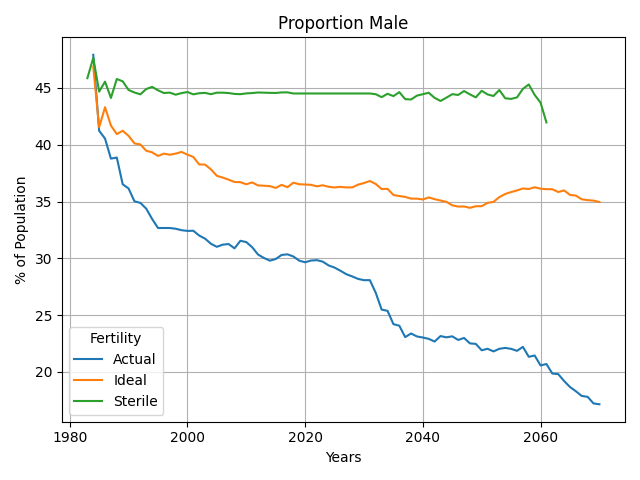 Proportion Male
% of Population
45
40
35
30
25
20
Fertility
Actual
Ideal
Sterile
1980
2000
2020
2040
2060
Years